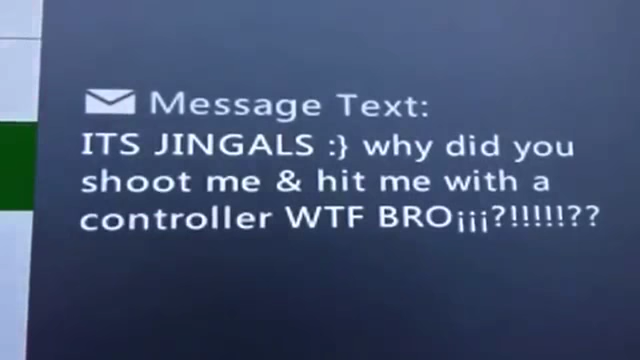 Message Text:
ITS JINGALS :} why did you
shoot me & hit me with a
controller WTF BRO¡¡¡?!!!!!!??